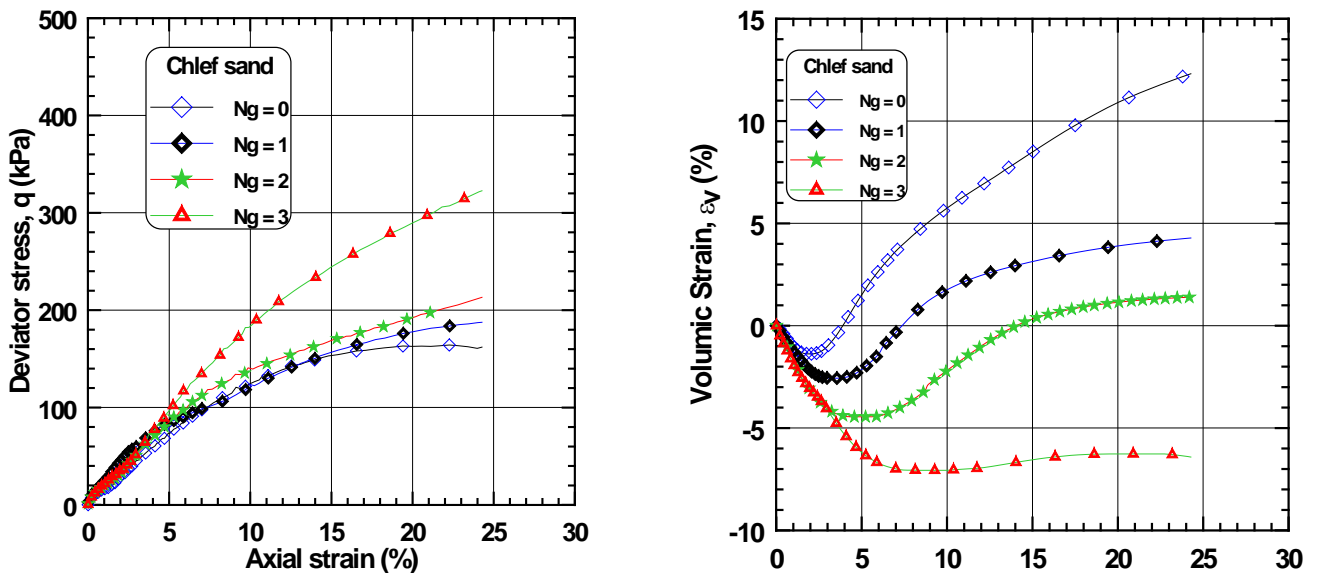 500
400
300
200
100
0
Deviator stress, q (kPa)
Chlef sand
Ng = 0
Ng = 1
Ng = 2
Ng = 3
0 5 10 15 20 25 30
Axial strain (%)
15
10
5
0
-5
-10
Volumic Strain, εv (%)
Chlef sand
Ng = 0
Ng = 1
Ng = 2
Ng = 3
0 5 10 15 20 25 30